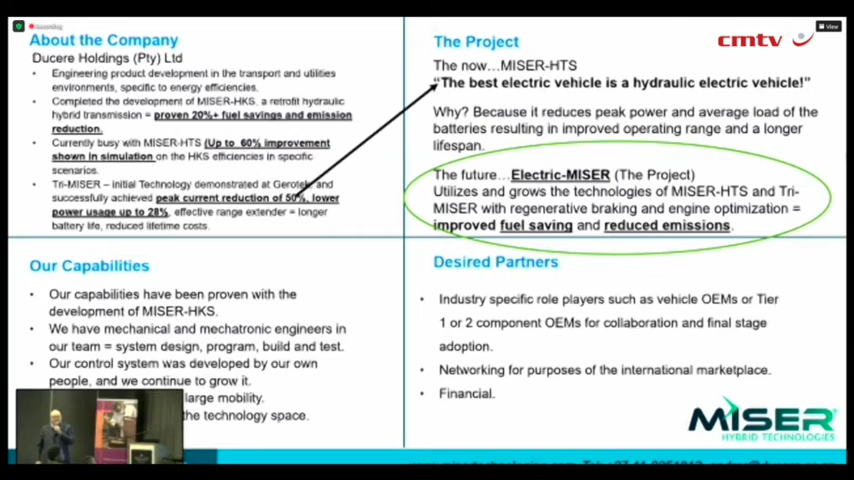 Recording
View
cmtv
About the Company
Ducere Holdings (Pty) Ltd
• Engineering product development in the transport and utilities
environments, specific to energy efficiencies.
• Completed the development of MISER-HKS, a retrofit hydraulic
hybrid transmission = proven 20%+ fuel savings and emission
reduction.
• Currently busy with MISER-HTS (Up to 60% improvement
shown in simulation on the HKS efficiencies in specific
scenarios.
• Tri-MISER – initial Technology demonstrated at Gerotek, and
successfully achieved peak current reduction of 50%, lower
power usage up to 28%, effective range extender = longer
battery life, reduced lifetime costs.
The Project
The now…MISER-HTS
“The best electric vehicle is a hydraulic electric vehicle!”
Why? Because it reduces peak power and average load of the
batteries resulting in improved operating range and a longer
lifespan.
The future…Electric-MISER (The Project)
Utilizes and grows the technologies of MISER-HTS and Tri-
MISER with regenerative braking and engine optimization =
improved fuel saving and reduced emissions.
Our Capabilities
• Our capabilities have been proven with the
development of MISER-HKS.
• We have mechanical and mechatronic engineers in
our team = system design, program, build and test.
• Our control system was developed by our own
people, and we continue to grow it.
large mobility.
the technology space.
Desired Partners
• Industry specific role players such as vehicle OEMs or Tier
1 or 2 component OEMs for collaboration and final stage
adoption.
• Networking for purposes of the international marketplace.
• Financial.
MISER
HYBRID TECHNOLOGIES